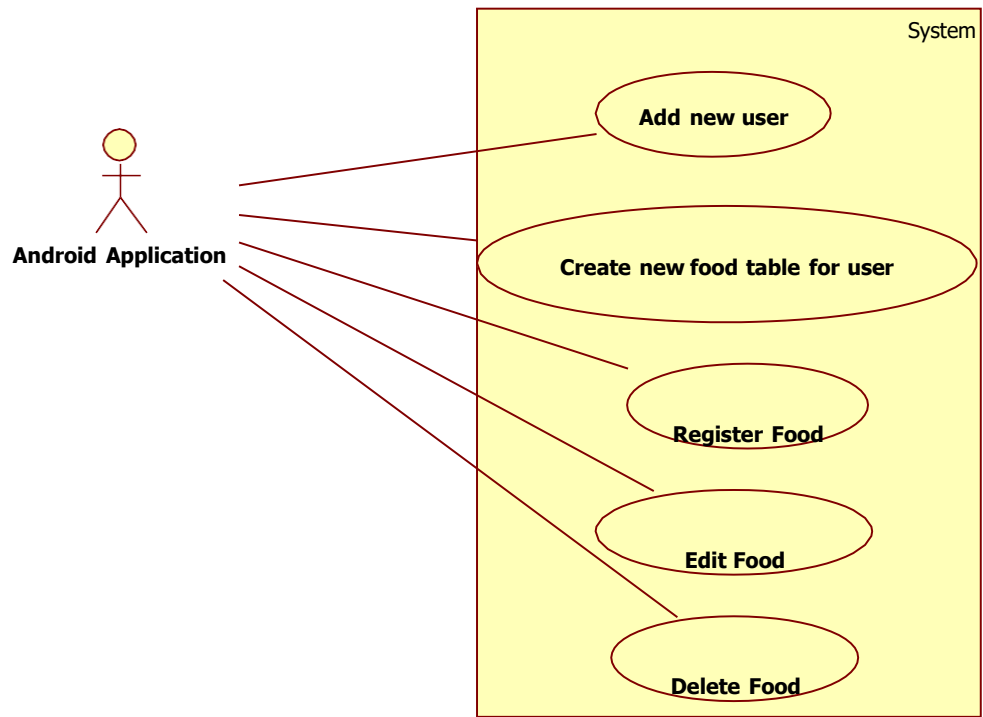 System
Add new user
Android Application
Create new food table for user
Register Food
Edit Food
Delete Food